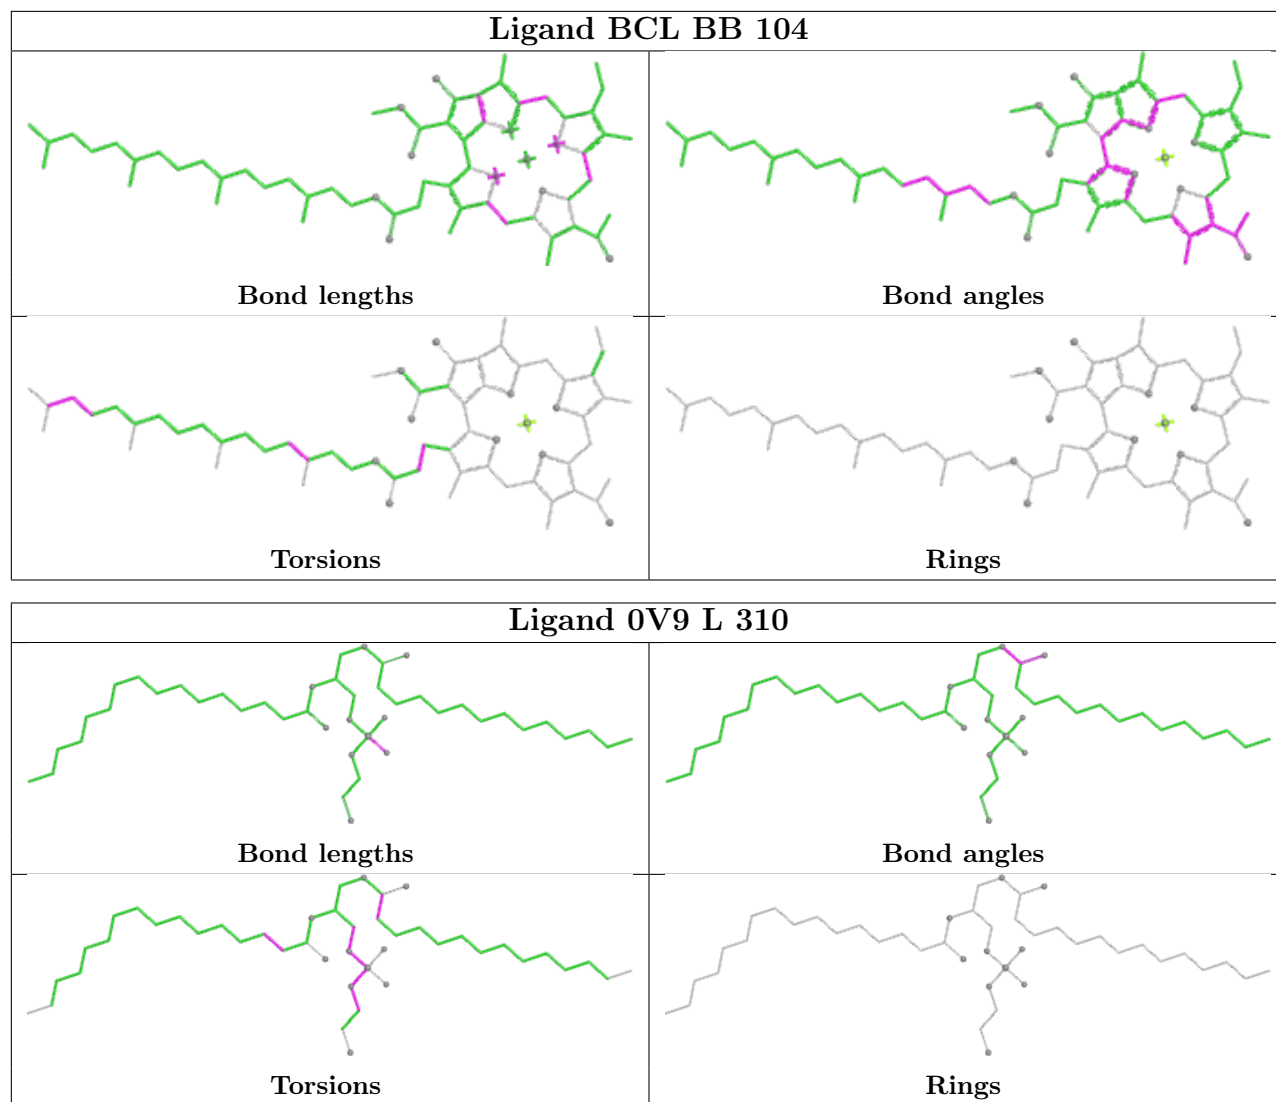 Ligand BCL BB 104
Bond lengths
Bond angles
Torsions
Rings
Ligand 0V9 L 310
Bond lengths
Bond angles
Torsions
Rings